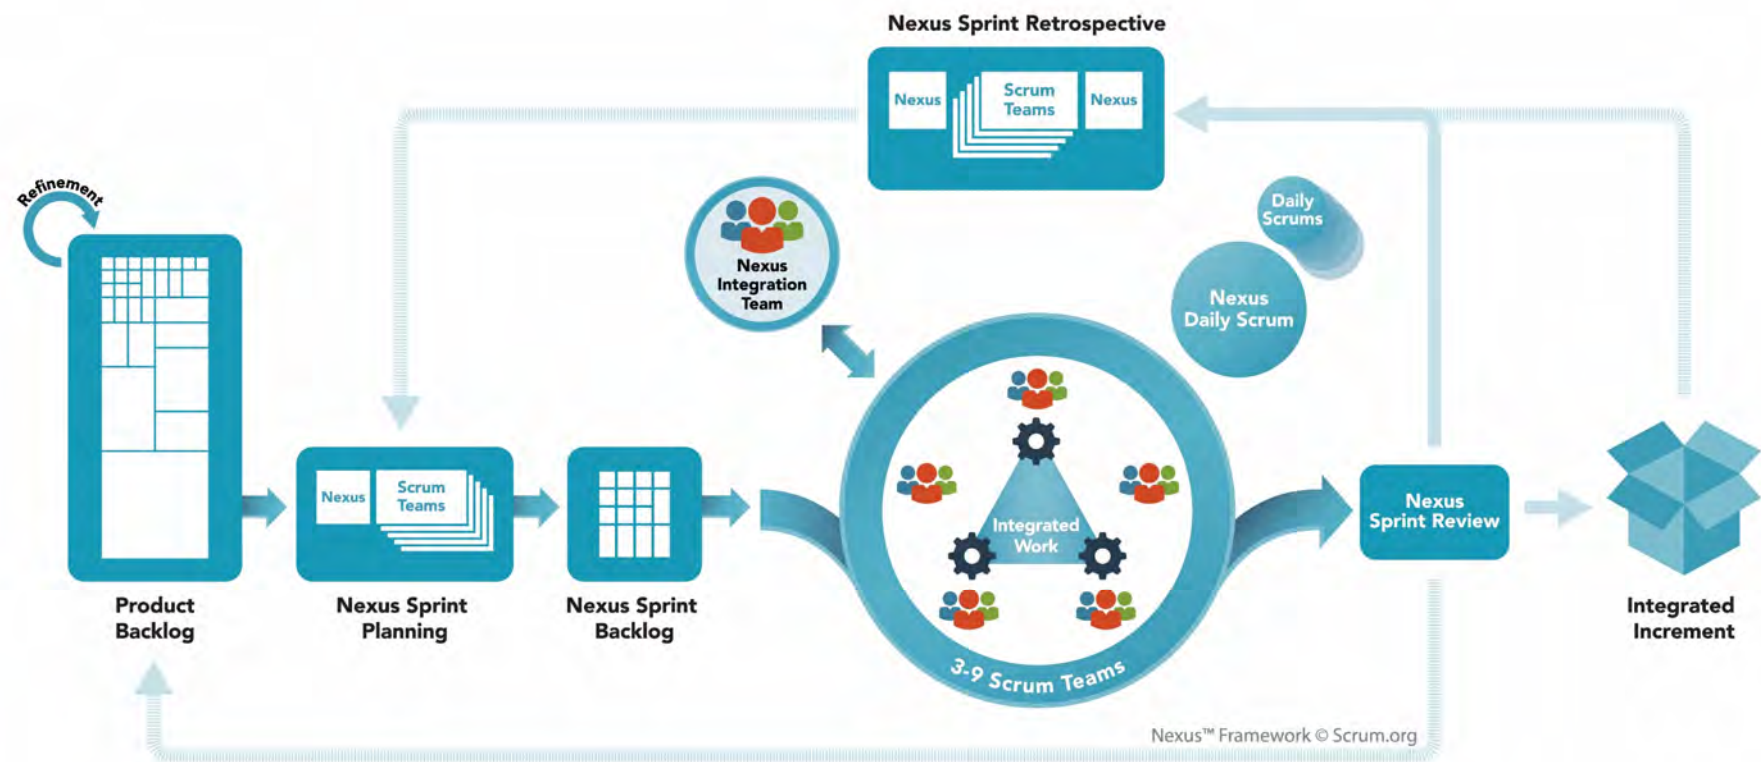 Nexus Sprint Retrospective
Nexus
Scrum
Teams
Nexus
Refinement
Nexus
Integration
Team
Daily
Scrums
Nexus
Daily Scrum
Nexus
Scrum
Teams
Integrated
Work
Nexus
Sprint Review
Product
Backlog
Nexus Sprint
Planning
Nexus Sprint
Backlog
3-9 Scrum Teams
Integrated
Increment
Nexus™ Framework © Scrum.org